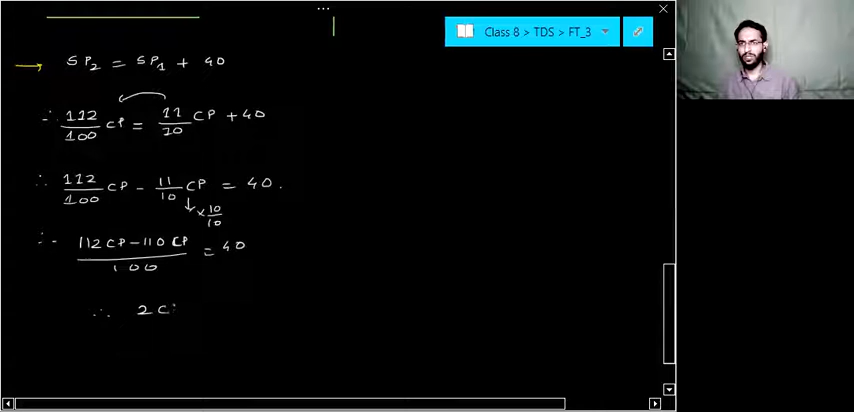 ...
Class 8 > TDS > FT_3
→ SP₂ = SP₁ + 40
∴ 112/100 CP = 11/10 CP + 40
∴ 112/100 CP - 11/10 CP = 40.
× 10/10
∴ 112 CP - 110 CP / 100 = 40
∴ 2 C